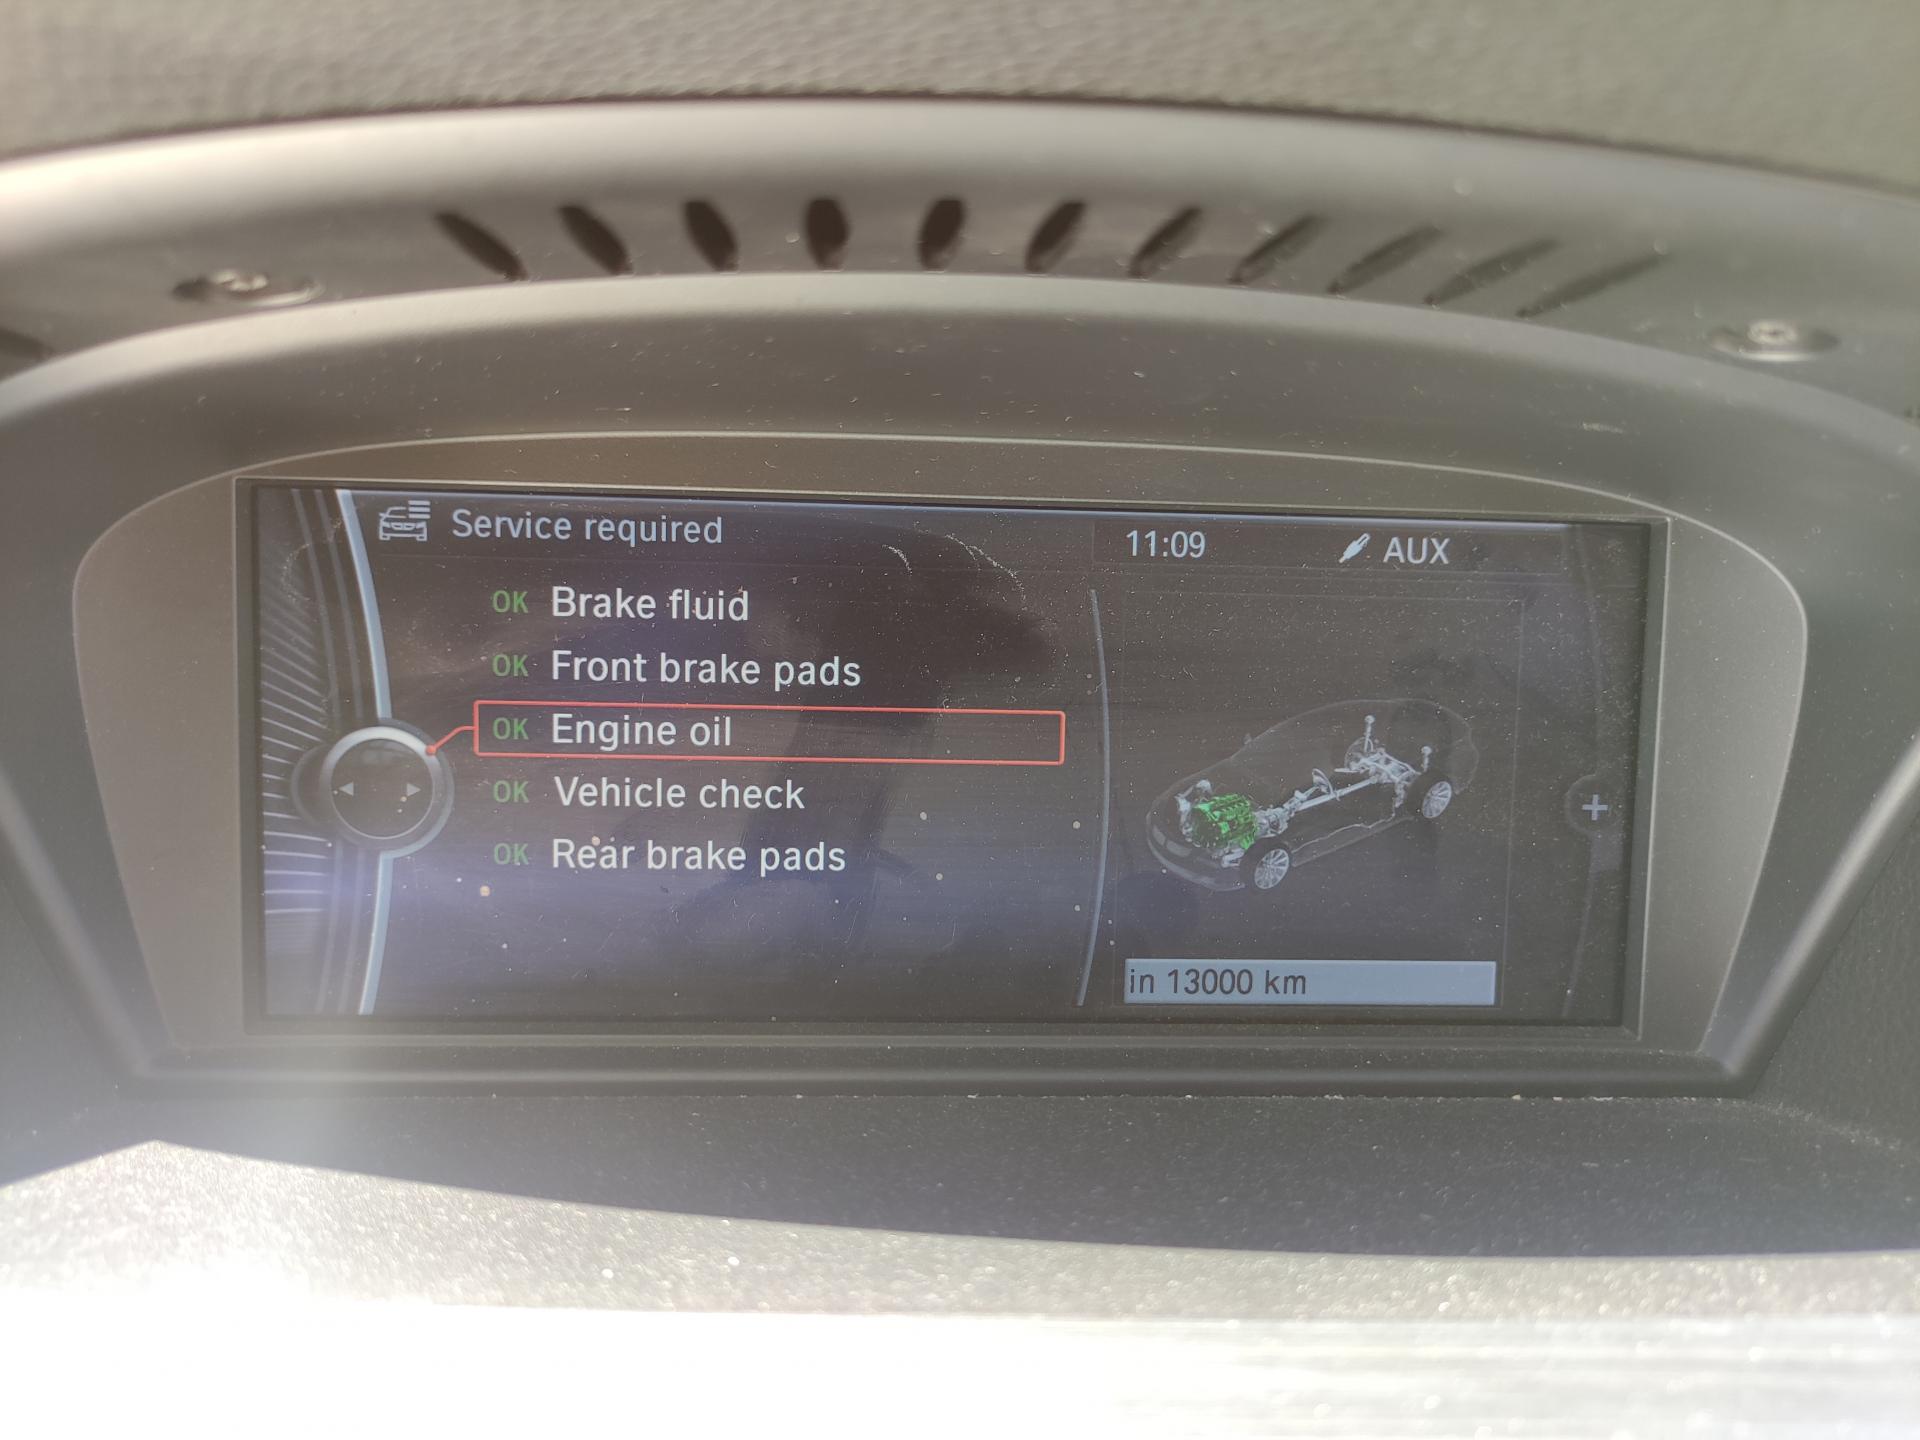 Service required
11:09 AUX
OK Brake fluid
OK Front brake pads
OK Engine oil
OK Vehicle check
OK Rear brake pads
in 13000 km